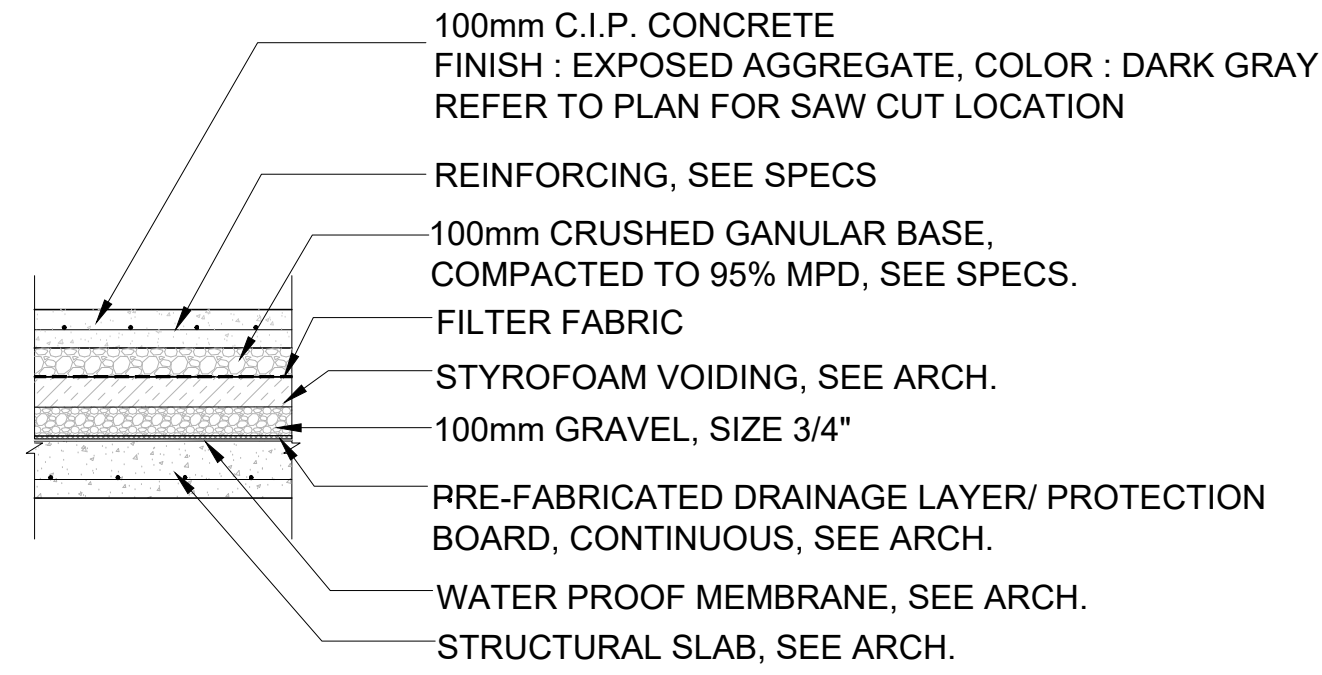 100mm C.I.P. CONCRETE
FINISH : EXPOSED AGGREGATE, COLOR : DARK GRAY
REFER TO PLAN FOR SAW CUT LOCATION
REINFORCING, SEE SPECS
100mm CRUSHED GANULAR BASE,
COMPACTED TO 95% MPD, SEE SPECS.
FILTER FABRIC
STYROFOAM VOIDING, SEE ARCH.
100mm GRAVEL, SIZE 3/4"
PRE-FABRICATED DRAINAGE LAYER/ PROTECTION
BOARD, CONTINUOUS, SEE ARCH.
WATER PROOF MEMBRANE, SEE ARCH.
STRUCTURAL SLAB, SEE ARCH.